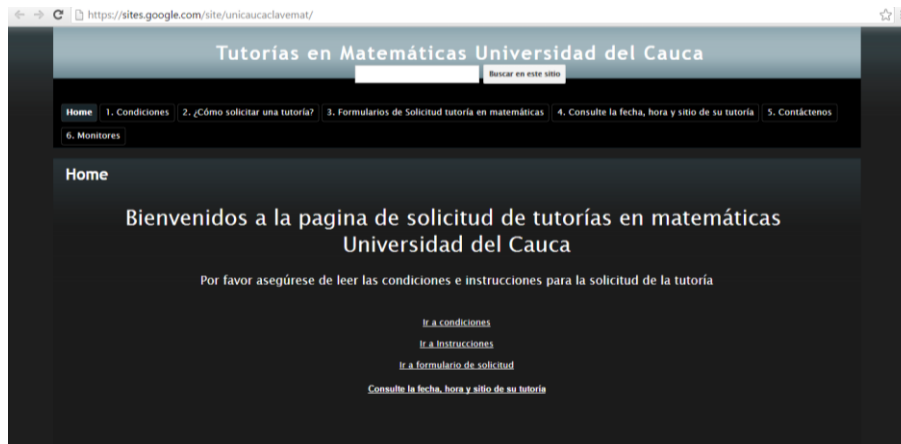 https://sites.google.com/site/unicaucaclavemat/
Tutorías en Matemáticas Universidad del Cauca
Buscar en este sitio
Home 1. Condiciones 2. ¿Cómo solicitar una tutoría? 3. Formularios de Solicitud tutoría en matemáticas 4. Consulte la fecha, hora y sitio de su tutoría 5. Contáctenos
6. Monitores
Home
Bienvenidos a la pagina de solicitud de tutorías en matemáticas
Universidad del Cauca
Por favor asegúrese de leer las condiciones e instrucciones para la solicitud de la tutoría
Ir a condiciones
Ir a Instrucciones
Ir a formulario de solicitud
Consulte la fecha, hora y sitio de su tutoria